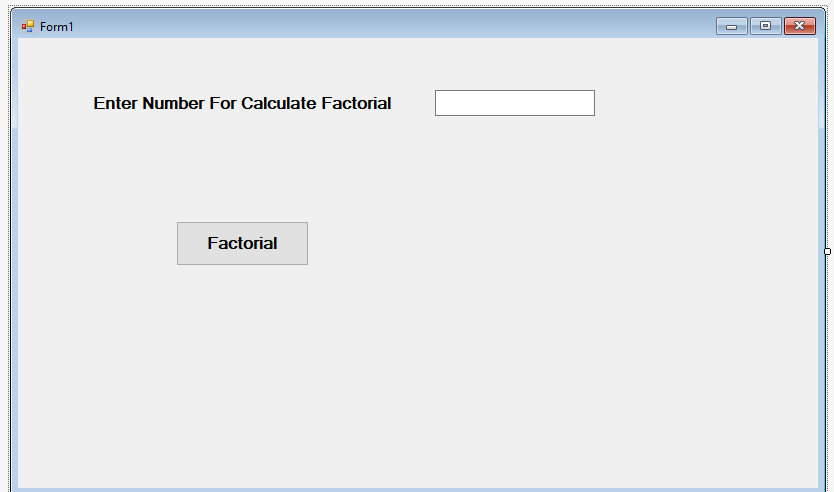 Form1
Enter Number For Calculate Factorial
Factorial